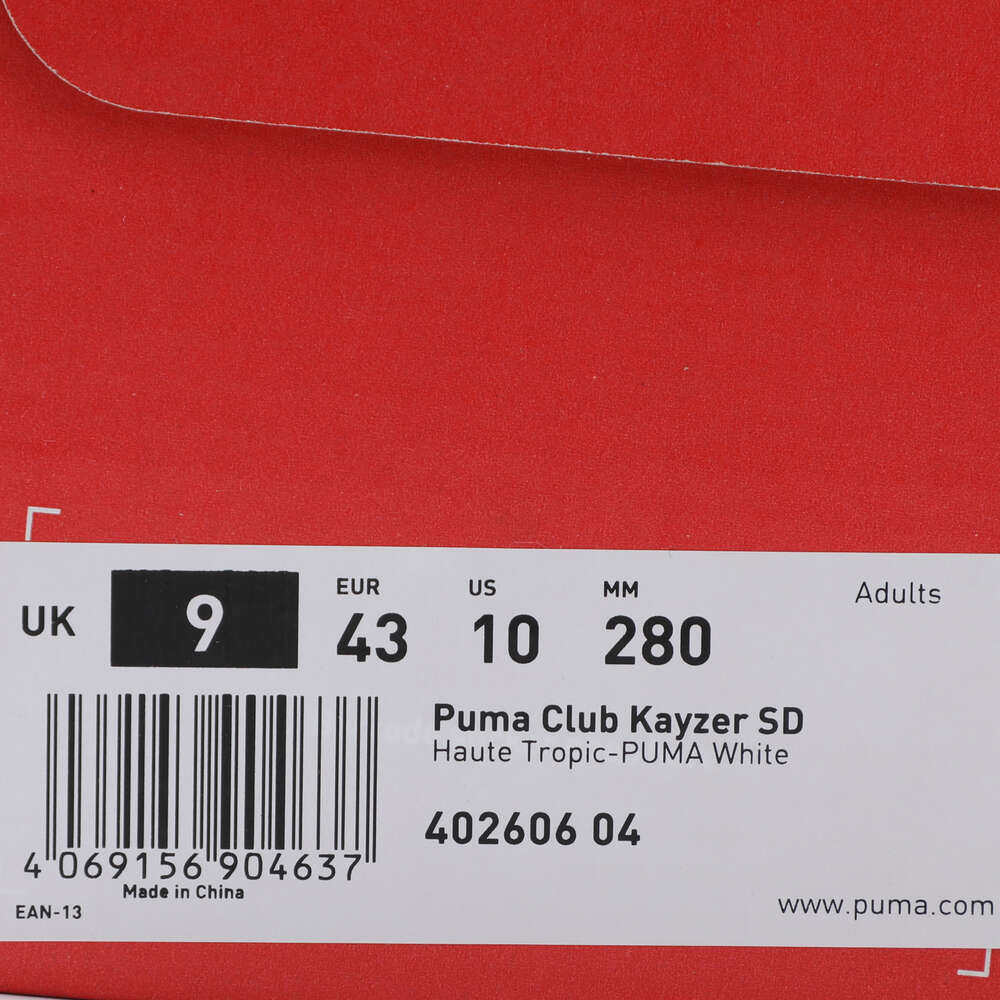 UK 9 EUR 43 US 10 MM 280 Adults
Puma Club Kayzer SD
Haute Tropic-PUMA White
402606 04
4 069156 904637
Made in China
EAN-13
www.puma.com